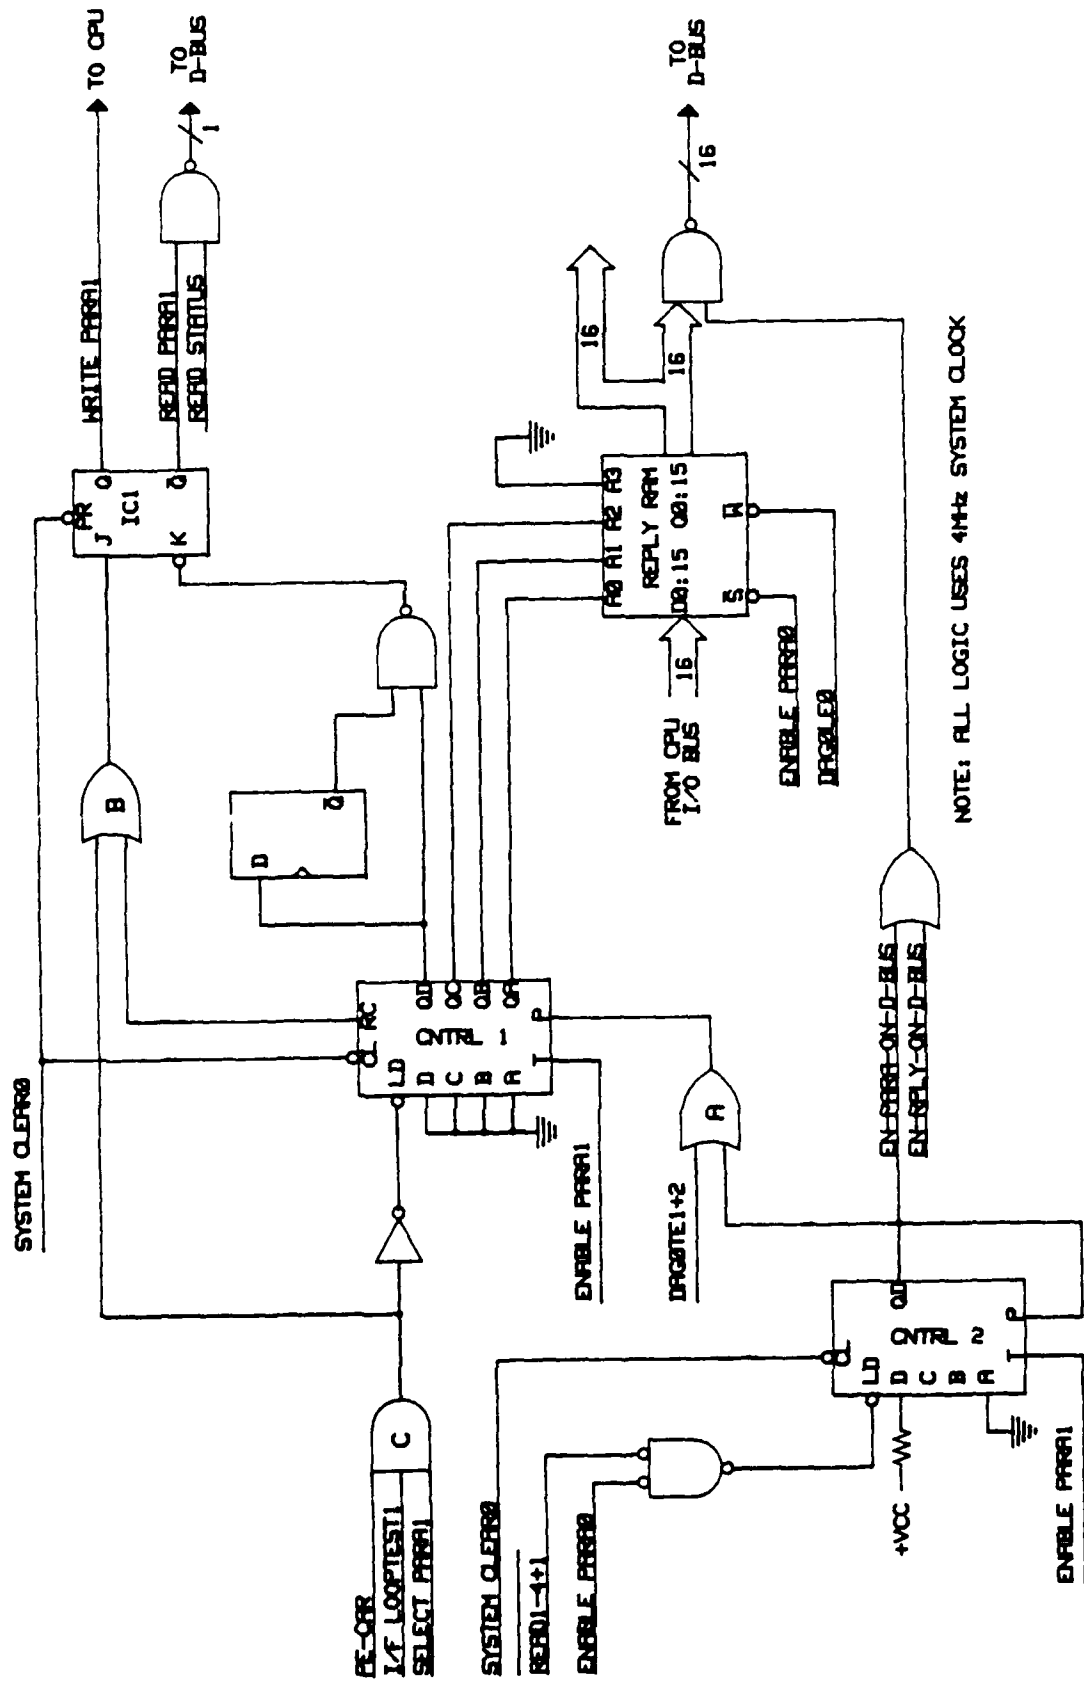 SYSTEM CLEAR0
WRITE PARA1
TO CPU
PR
J
Q
IC1
K
Q̅
READ PARA1
READ STATUS
1
TO
D-BUS
B
D
Q̅
PE-CAR
I/F LOOPTEST1
SELECT PARA1
C
CL
RC
LD
D
C
B
A
CNTRL 1
QD
QC
QB
QA
T
P
ENABLE PARA1
A0 A1 A2 A3
REPLY RAM
D0:15 Q0:15
S̅
W̅
16
16
16
FROM CPU
I/O BUS
ENABLE PARA0
DAG0LE0
16
TO
D-BUS
DAG0TE1+2
A
SYSTEM CLEAR0
READ1-4+1
ENABLE PARA0
+VCC
CL
LD
D
C
B
A
CNTRL 2
QD
T
P
ENABLE PARA1
EN-PARA-ON-D-BUS
EN-RPLY-ON-D-BUS
NOTE: ALL LOGIC USES 4MHz SYSTEM CLOCK